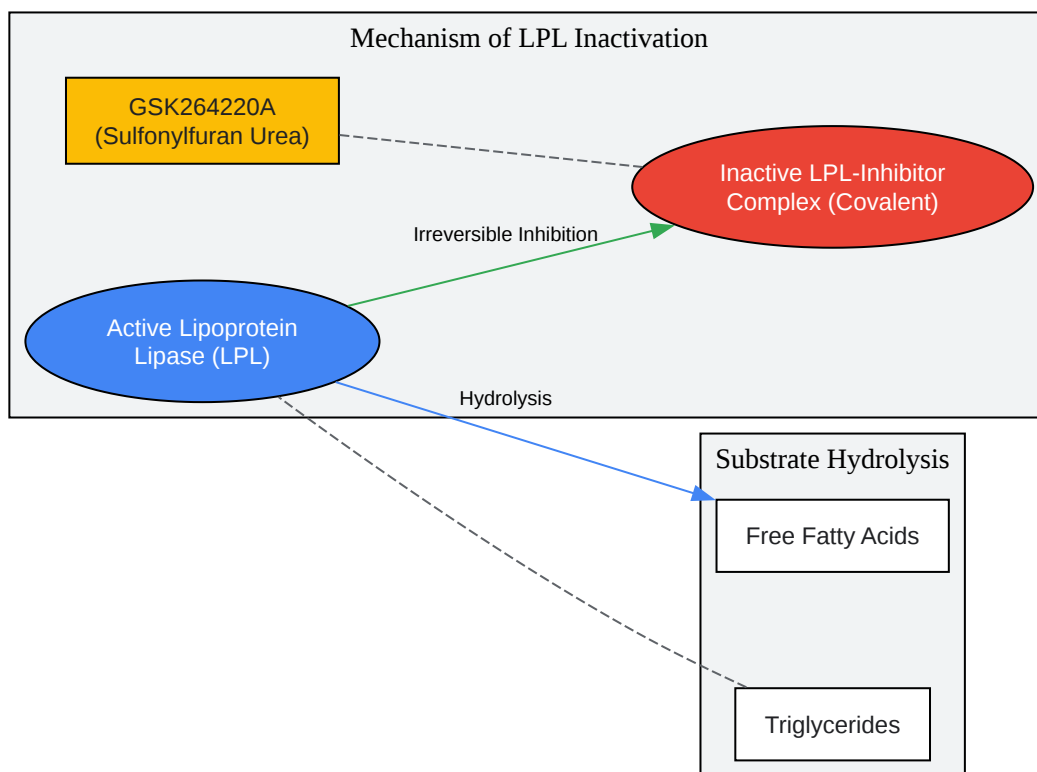 Mechanism of LPL Inactivation
GSK264220A
(Sulfonylfuran Urea)
Inactive LPL-Inhibitor
Complex (Covalent)
Irreversible Inhibition
Active Lipoprotein
Lipase (LPL)
Hydrolysis
Substrate Hydrolysis
Free Fatty Acids
Triglycerides